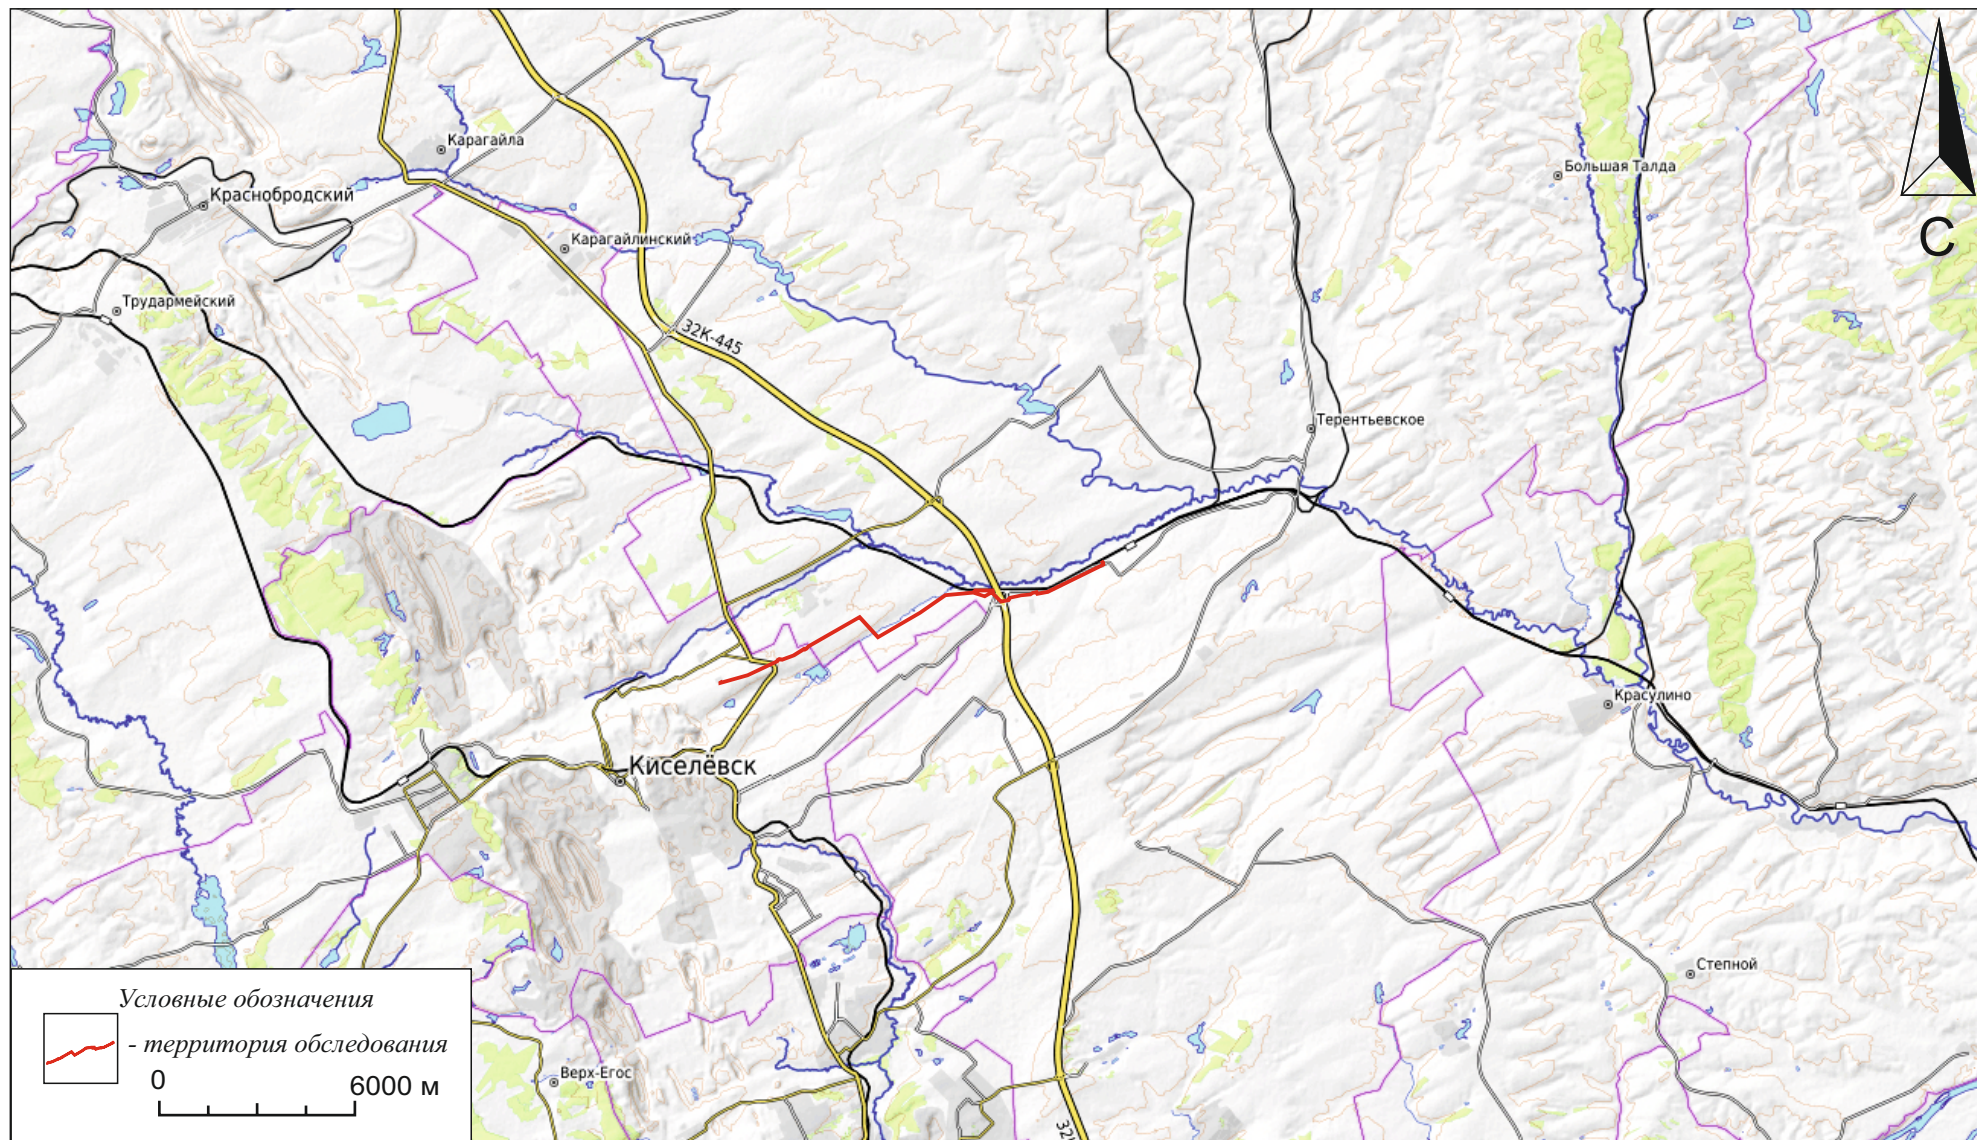 Карагайла
Большая Талда
Краснобродский
С
Карагайлинский
Трудармейский
32К-445
Терентьевское
Красулино
Киселёвск
Степной
Условные обозначения
- территория обследования
0 6000 м
Верх-Егос